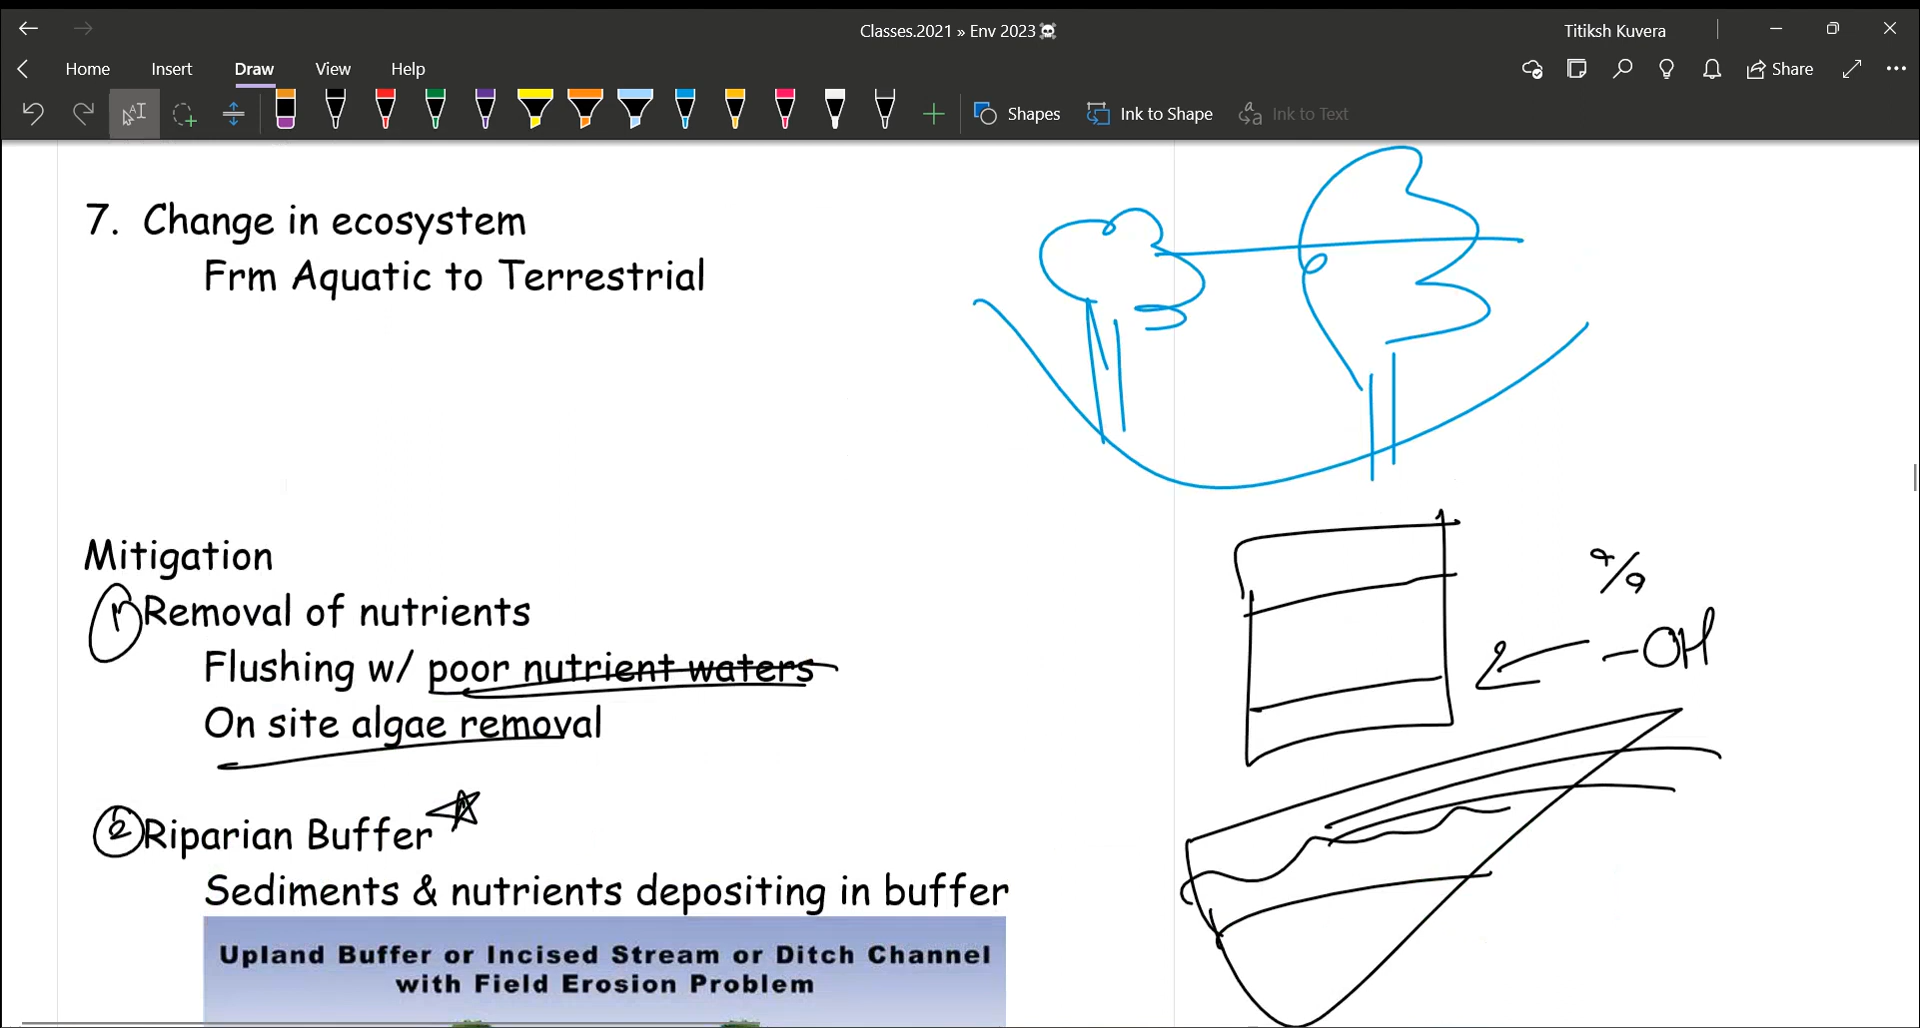 Classes.2021 » Env 2023
Titiksh Kuvera
Home Insert Draw View Help
Share
Shapes Ink to Shape Ink to Text
7. Change in ecosystem
Frm Aquatic to Terrestrial
Mitigation
1 Removal of nutrients
Flushing w/ poor nutrient waters
On site algae removal
-OH
2 Riparian Buffer
Sediments & nutrients depositing in buffer
Upland Buffer or Incised Stream or Ditch Channel
with Field Erosion Problem